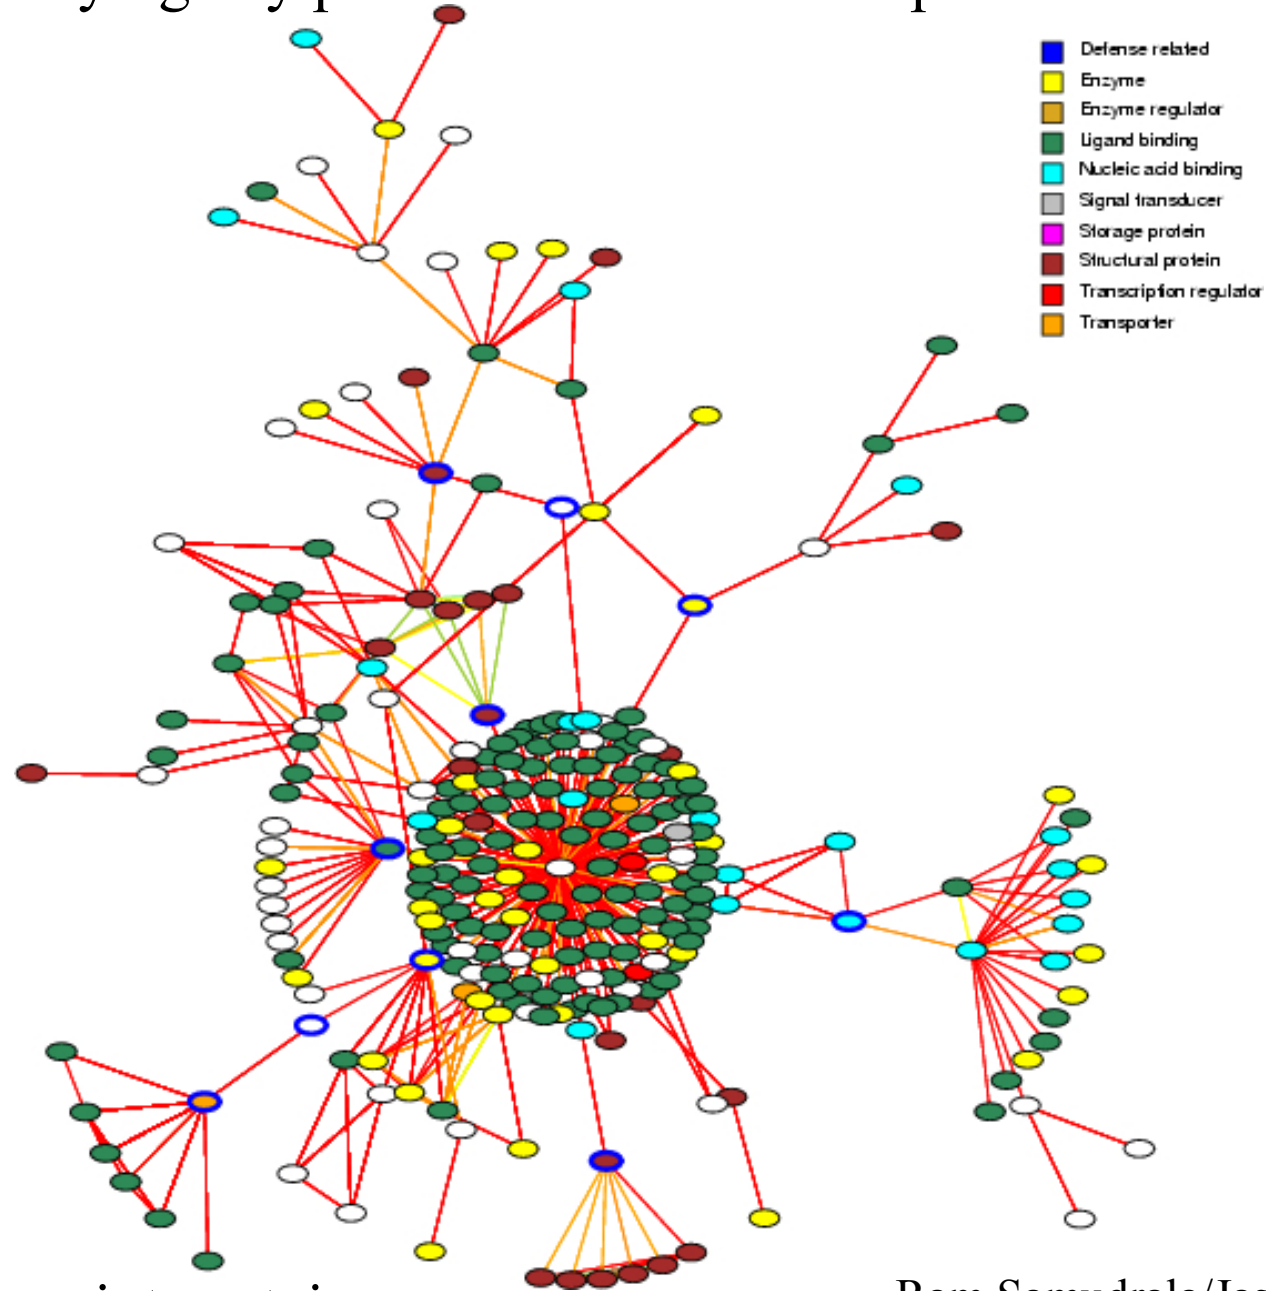 Defense related
Enzyme
Enzyme regulator
Ligand binding
Nucleic acid binding
Signal transducer
Storage protein
Structural protein
Transcription regulator
Transporter